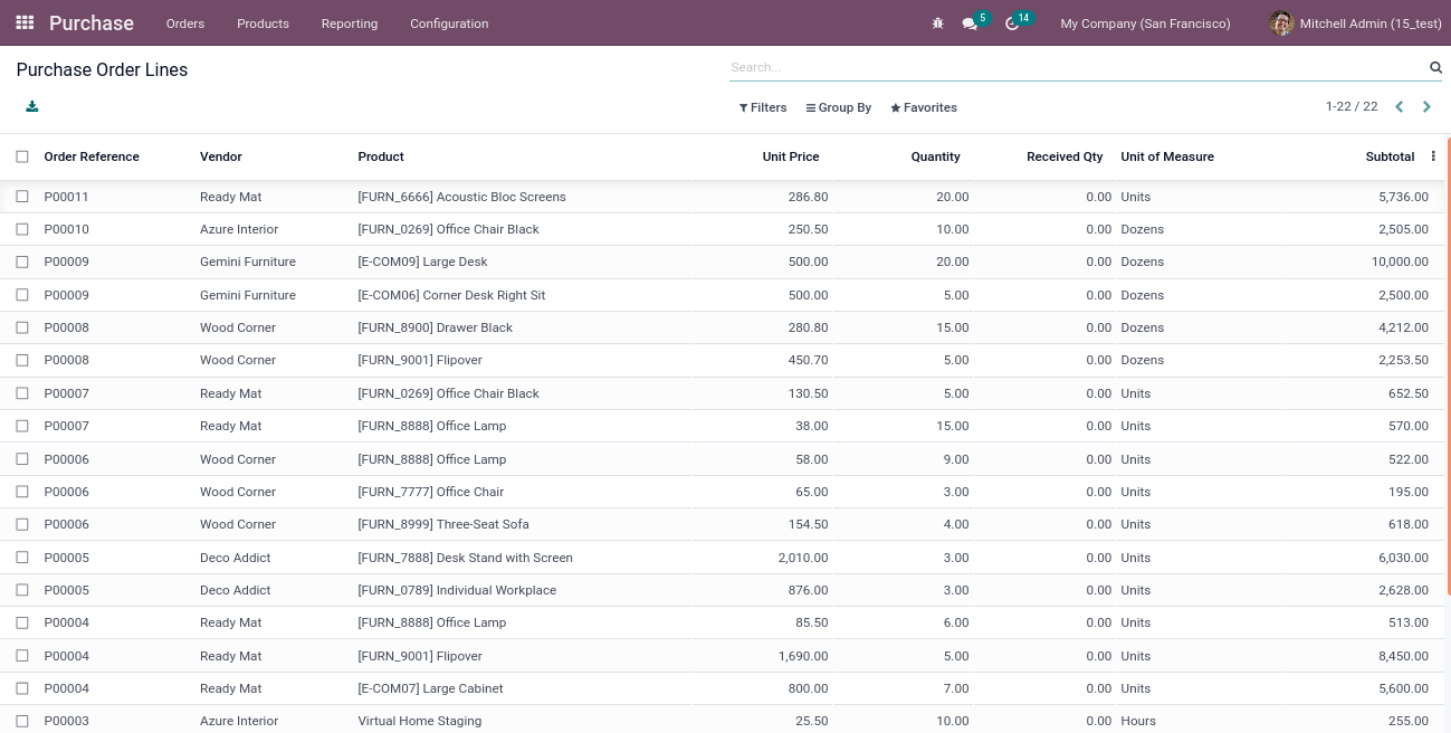 Purchase Orders Products Reporting Configuration 5 14 My Company (San Francisco) Mitchell Admin (15_test)
Purchase Order Lines Search...
Filters Group By Favorites 1-22 / 22
Order Reference Vendor Product Unit Price Quantity Received Qty Unit of Measure Subtotal
P00011 Ready Mat [FURN_6666] Acoustic Bloc Screens 286.80 20.00 0.00 Units 5,736.00
P00010 Azure Interior [FURN_0269] Office Chair Black 250.50 10.00 0.00 Dozens 2,505.00
P00009 Gemini Furniture [E-COM09] Large Desk 500.00 20.00 0.00 Dozens 10,000.00
P00009 Gemini Furniture [E-COM06] Corner Desk Right Sit 500.00 5.00 0.00 Dozens 2,500.00
P00008 Wood Corner [FURN_8900] Drawer Black 280.80 15.00 0.00 Dozens 4,212.00
P00008 Wood Corner [FURN_9001] Flipover 450.70 5.00 0.00 Dozens 2,253.50
P00007 Ready Mat [FURN_0269] Office Chair Black 130.50 5.00 0.00 Units 652.50
P00007 Ready Mat [FURN_8888] Office Lamp 38.00 15.00 0.00 Units 570.00
P00006 Wood Corner [FURN_8888] Office Lamp 58.00 9.00 0.00 Units 522.00
P00006 Wood Corner [FURN_7777] Office Chair 65.00 3.00 0.00 Units 195.00
P00006 Wood Corner [FURN_8999] Three-Seat Sofa 154.50 4.00 0.00 Units 618.00
P00005 Deco Addict [FURN_7888] Desk Stand with Screen 2,010.00 3.00 0.00 Units 6,030.00
P00005 Deco Addict [FURN_0789] Individual Workplace 876.00 3.00 0.00 Units 2,628.00
P00004 Ready Mat [FURN_8888] Office Lamp 85.50 6.00 0.00 Units 513.00
P00004 Ready Mat [FURN_9001] Flipover 1,690.00 5.00 0.00 Units 8,450.00
P00004 Ready Mat [E-COM07] Large Cabinet 800.00 7.00 0.00 Units 5,600.00
P00003 Azure Interior Virtual Home Staging 25.50 10.00 0.00 Hours 255.00